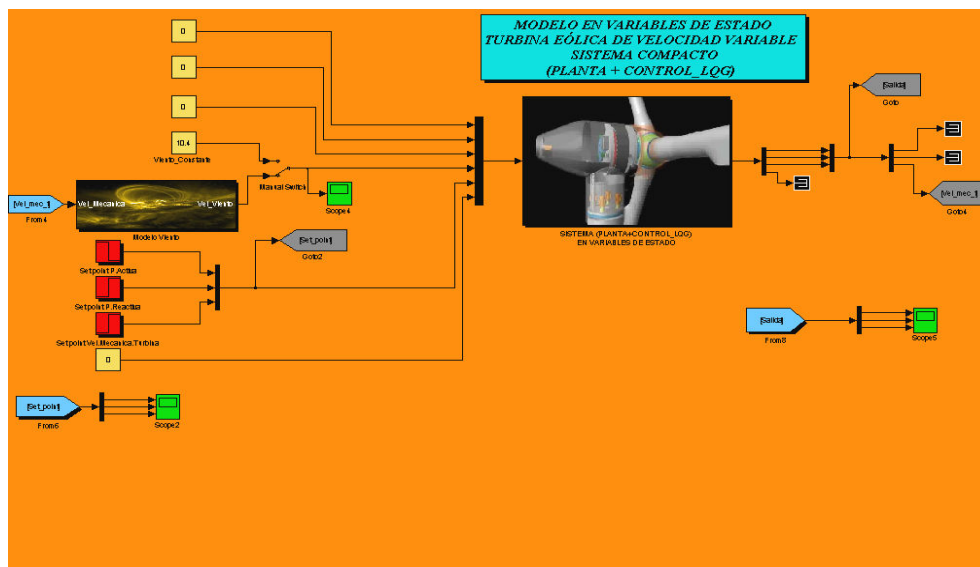 MODELO EN VARIABLES DE ESTADO
TURBINA EÓLICA DE VELOCIDAD VARIABLE
SISTEMA COMPACTO
(PLANTA + CONTROL_LQG)
0
0
0
10.4
Viento_Constante
Manual Switch
Scope4
[Vel_mec_1]
From4
Vel_Mecanica
Vel_Viento
Modelo Viento
Setpoint P.Activa
Setpoint P.Reactiva
Setpoint Vel.Mecanica.Turbina
0
[Set_point]
Goto2
SISTEMA (PLANTA+CONTROL_LQG)
EN VARIABLES DE ESTADO
[Salida]
Goto
[Vel_mec_1]
Goto4
[Salida]
From8
Scope5
[Set_point]
From6
Scope2